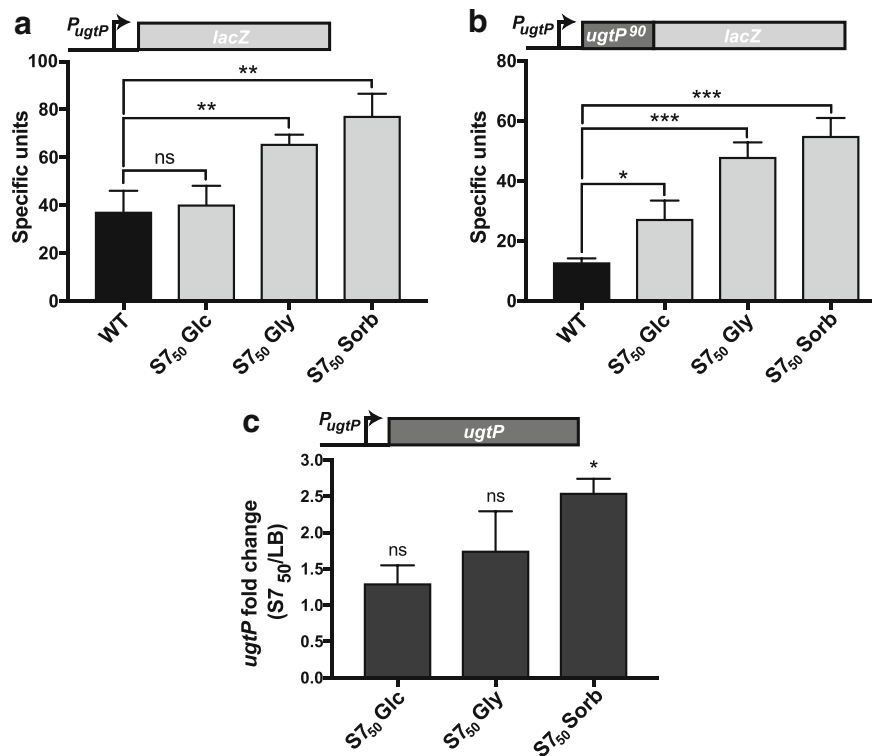 a
PugtP
lacZ
Specific units
100
80
60
40
20
0
**
**
ns
WT
S750 Glc
S750 Gly
S750 Sorb
b
PugtP
ugtP90
lacZ
Specific units
80
60
40
20
0
***
***
*
WT
S750 Glc
S750 Gly
S750 Sorb
c
PugtP
ugtP
ugtP fold change
(S7 50/LB)
3.0
2.5
2.0
1.5
1.0
0.5
0.0
ns
ns
*
S750 Glc
S750 Gly
S750 Sorb